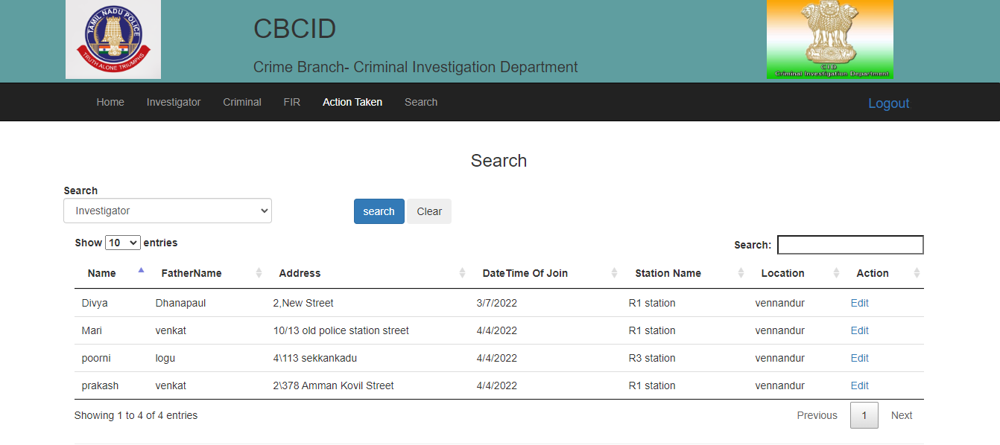 TAMIL NADU POLICE
TRUTH ALONE TRIUMPHS
CBCID
Crime Branch- Criminal Investigation Department
CID
Criminal Investigation Department
Home Investigator Criminal FIR Action Taken Search Logout
Search
Search
Investigator search Clear
Show 10 entries Search:
Name FatherName Address DateTime Of Join Station Name Location Action
Divya Dhanapaul 2,New Street 3/7/2022 R1 station vennandur Edit
Mari venkat 10/13 old police station street 4/4/2022 R1 station vennandur Edit
poorni logu 4\113 sekkankadu 4/4/2022 R3 station vennandur Edit
prakash venkat 2\378 Amman Kovil Street 4/4/2022 R1 station vennandur Edit
Showing 1 to 4 of 4 entries Previous 1 Next